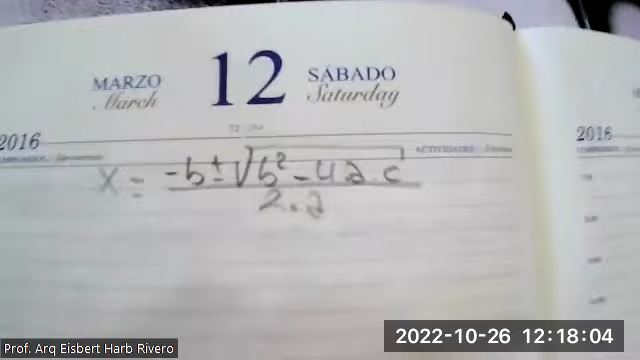 MARZO
March
12
SÁBADO
Saturday
2016
ACTIVIDADES
2016
x = -b ± √b² - 4a c
2.a
Prof. Arq Eisbert Harb Rivero
2022-10-26 12:18:04